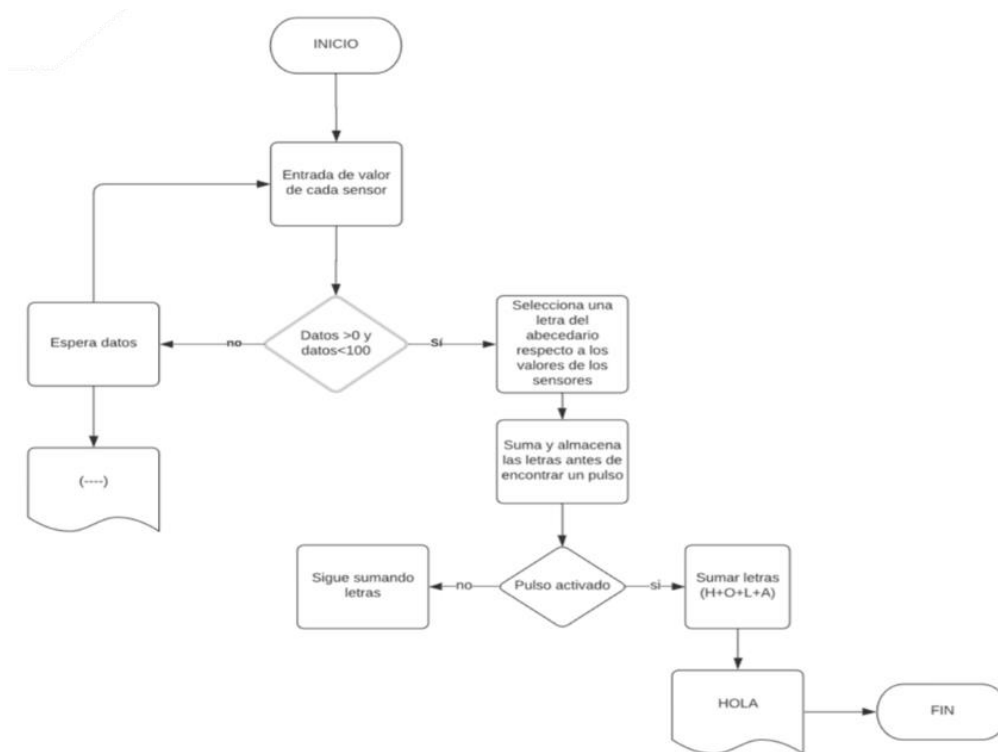 INICIO
Entrada de valor
de cada sensor
Datos >0 y
datos<100
no
Sí
Espera datos
(----)
Selecciona una
letra del
abecedario
respecto a los
valores de los
sensores
Suma y almacena
las letras antes de
encontrar un pulso
Pulso activado
no
sí
Sigue sumando
letras
Sumar letras
(H+O+L+A)
HOLA
FIN